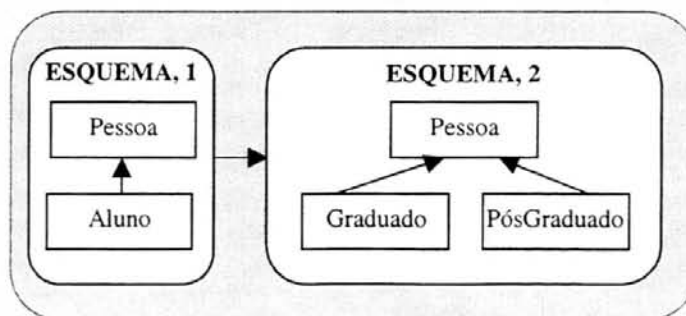 ESQUEMA, 1
Pessoa
Aluno
ESQUEMA, 2
Pessoa
Graduado
PósGraduado